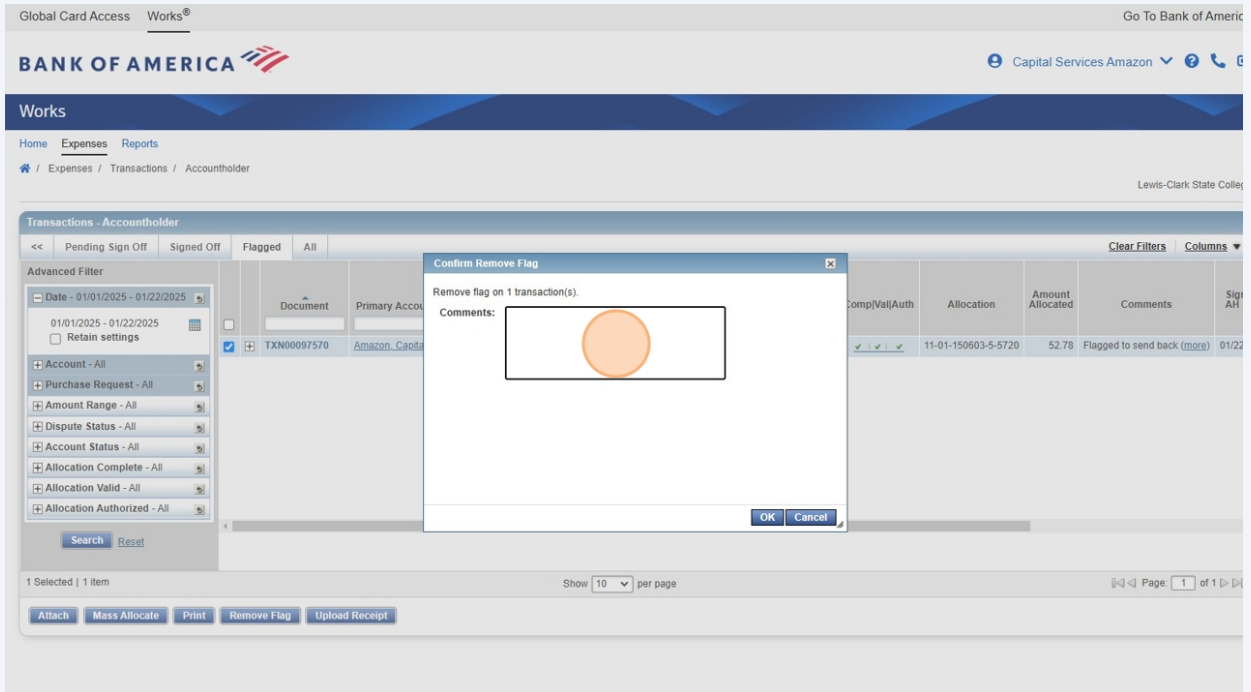 Global Card Access Works®
Go To Bank of Americ
BANK OF AMERICA
Capital Services Amazon
Works
Home Expenses Reports
/ Expenses / Transactions / Accountholder
Lewis-Clark State Colleg
Transactions - Accountholder
<< Pending Sign Off Signed Off Flagged All
Clear Filters Columns
Advanced Filter
Date - 01/01/2025 - 01/22/2025
01/01/2025 - 01/22/2025
Retain settings
Account - All
Purchase Request - All
Amount Range - All
Dispute Status - All
Account Status - All
Allocation Complete - All
Allocation Valid - All
Allocation Authorized - All
Search Reset
Document Primary Accou
Comp|Val|Auth Allocation Amount Allocated Comments Sign AH
TXN00097570 Amazon, Capita
11-01-150603-5-5720 52.78 Flagged to send back (more) 01/22
Confirm Remove Flag
Remove flag on 1 transaction(s).
Comments:
OK Cancel
1 Selected | 1 item
Show 10 per page
Page: 1 of 1
Attach Mass Allocate Print Remove Flag Upload Receipt